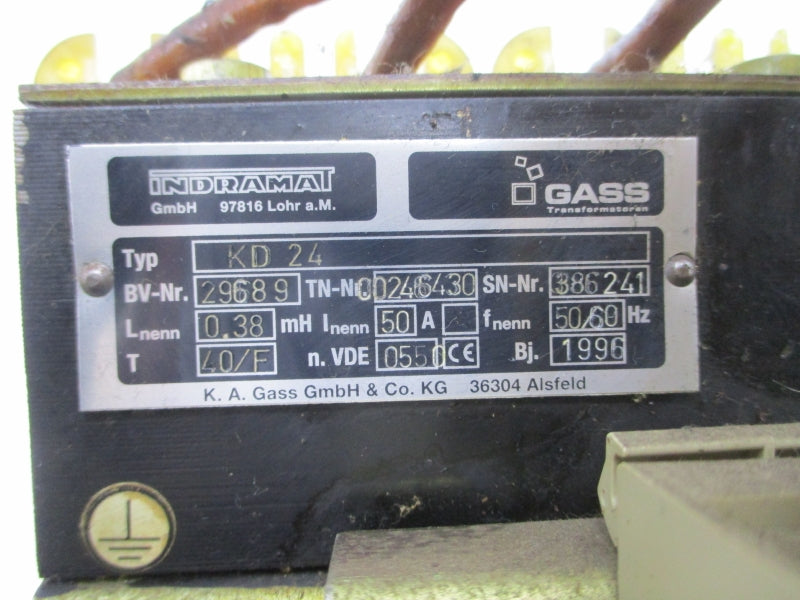 INDRAMAT
GmbH 97816 Lohr a.M.
GASS
Transformatoren
Typ KD 24
BV-Nr. 29689 TN-Nr. 00246430 SN-Nr. 386241
Lnenn 0.38 mH Inenn 50 A fnenn 50/60 Hz
T 40/F n. VDE 0550 CE Bj. 1996
K. A. Gass GmbH & Co. KG 36304 Alsfeld